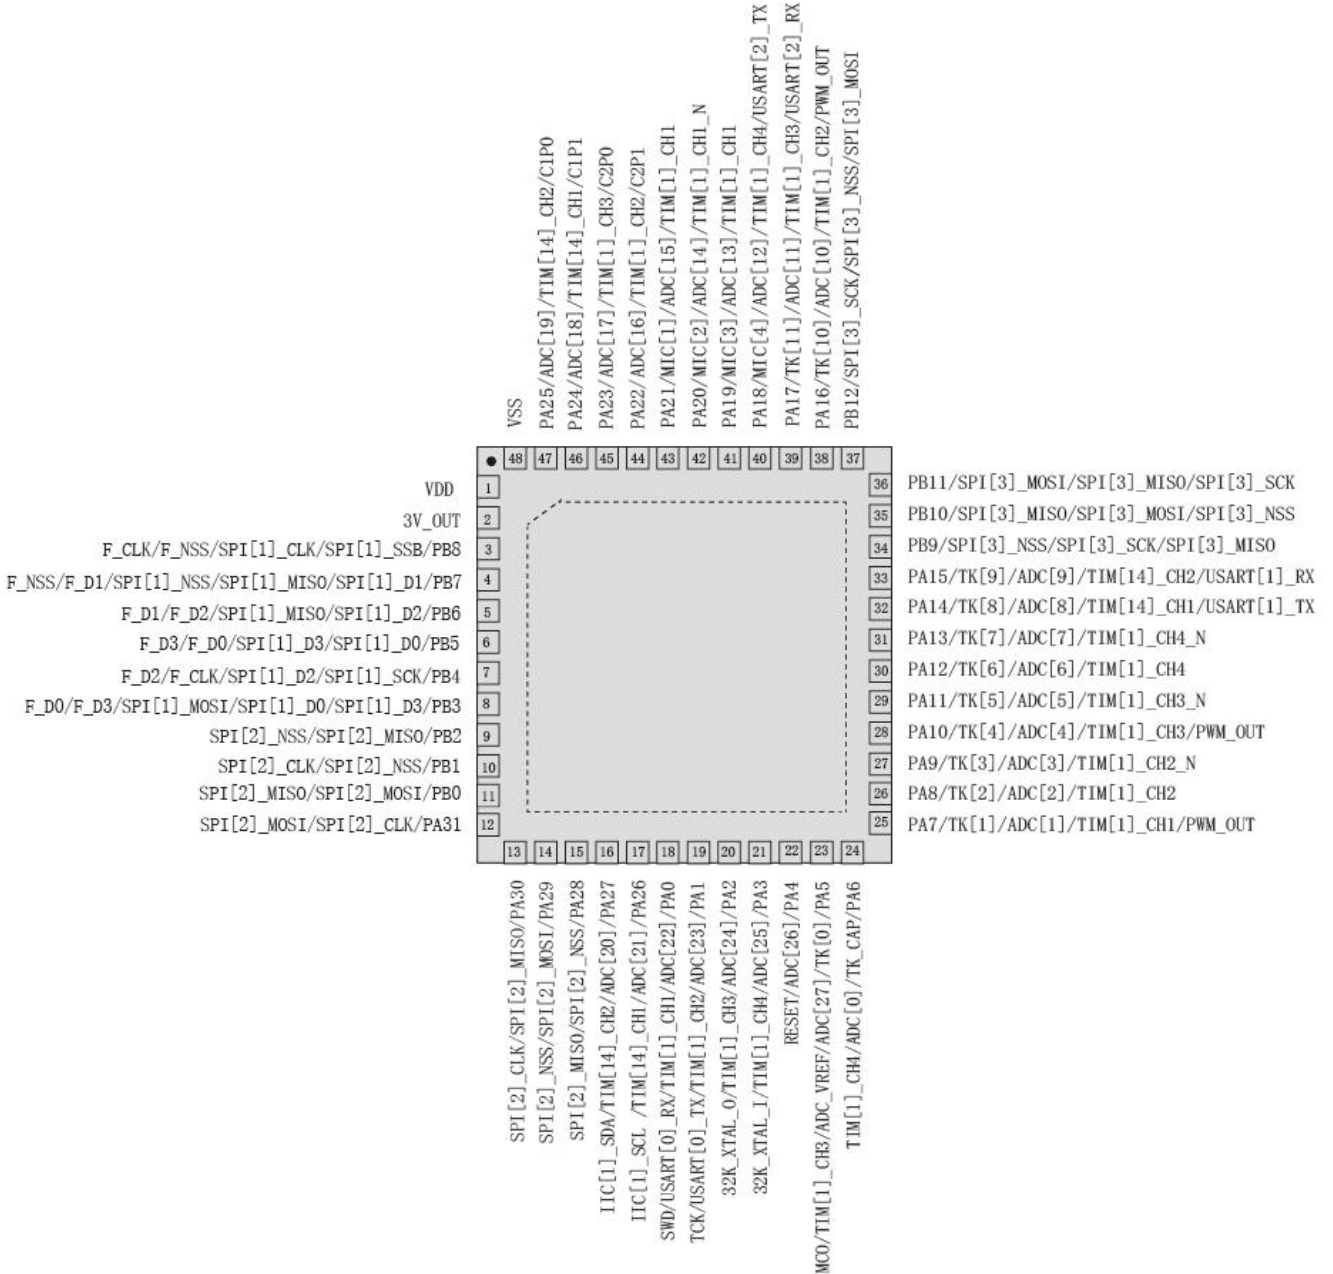 VSS
PA25/ADC[19]/TIM[14]_CH2/C1P0
PA24/ADC[18]/TIM[14]_CH1/C1P1
PA23/ADC[17]/TIM[1]_CH3/C2P0
PA22/ADC[16]/TIM[1]_CH2/C2P1
PA21/MIC[1]/ADC[15]/TIM[1]_CH1
PA20/MIC[2]/ADC[14]/TIM[1]_CH1_N
PA19/MIC[3]/ADC[13]/TIM[1]_CH1
PA18/MIC[4]/ADC[12]/TIM[1]_CH4/USART[2]_TX
PA17/TK[11]/ADC[11]/TIM[1]_CH3/USART[2]_RX
PA16/TK[10]/ADC[10]/TIM[1]_CH2/PWM_OUT
PB12/SPI[3]_SCK/SPI[3]_NSS/SPI[3]_MOSI
48 47 46 45 44 43 42 41 40 39 38 37
VDD 1
3V_OUT 2
F_CLK/F_NSS/SPI[1]_CLK/SPI[1]_SSB/PB8 3
F_NSS/F_D1/SPI[1]_NSS/SPI[1]_MISO/SPI[1]_D1/PB7 4
F_D1/F_D2/SPI[1]_MISO/SPI[1]_D2/PB6 5
F_D3/F_D0/SPI[1]_D3/SPI[1]_D0/PB5 6
F_D2/F_CLK/SPI[1]_D2/SPI[1]_SCK/PB4 7
F_D0/F_D3/SPI[1]_MOSI/SPI[1]_D0/SPI[1]_D3/PB3 8
SPI[2]_NSS/SPI[2]_MISO/PB2 9
SPI[2]_CLK/SPI[2]_NSS/PB1 10
SPI[2]_MISO/SPI[2]_MOSI/PB0 11
SPI[2]_MOSI/SPI[2]_CLK/PA31 12
36 PB11/SPI[3]_MOSI/SPI[3]_MISO/SPI[3]_SCK
35 PB10/SPI[3]_MISO/SPI[3]_MOSI/SPI[3]_NSS
34 PB9/SPI[3]_NSS/SPI[3]_SCK/SPI[3]_MISO
33 PA15/TK[9]/ADC[9]/TIM[14]_CH2/USART[1]_RX
32 PA14/TK[8]/ADC[8]/TIM[14]_CH1/USART[1]_TX
31 PA13/TK[7]/ADC[7]/TIM[1]_CH4_N
30 PA12/TK[6]/ADC[6]/TIM[1]_CH4
29 PA11/TK[5]/ADC[5]/TIM[1]_CH3_N
28 PA10/TK[4]/ADC[4]/TIM[1]_CH3/PWM_OUT
27 PA9/TK[3]/ADC[3]/TIM[1]_CH2_N
26 PA8/TK[2]/ADC[2]/TIM[1]_CH2
25 PA7/TK[1]/ADC[1]/TIM[1]_CH1/PWM_OUT
13 14 15 16 17 18 19 20 21 22 23 24
SPI[2]_CLK/SPI[2]_MISO/PA30
SPI[2]_NSS/SPI[2]_MOSI/PA29
SPI[2]_MISO/SPI[2]_NSS/PA28
IIC[1]_SDA/TIM[14]_CH2/ADC[20]/PA27
IIC[1]_SCL /TIM[14]_CH1/ADC[21]/PA26
SWD/USART[0]_RX/TIM[1]_CH1/ADC[22]/PA0
TCK/USART[0]_TX/TIM[1]_CH2/ADC[23]/PA1
32K_XTAL_O/TIM[1]_CH3/ADC[24]/PA2
32K_XTAL_I/TIM[1]_CH4/ADC[25]/PA3
RESET/ADC[26]/PA4
MCO/TIM[1]_CH3/ADC_VREF/ADC[27]/TK[0]/PA5
TIM[1]_CH4/ADC[0]/TK_CAP/PA6